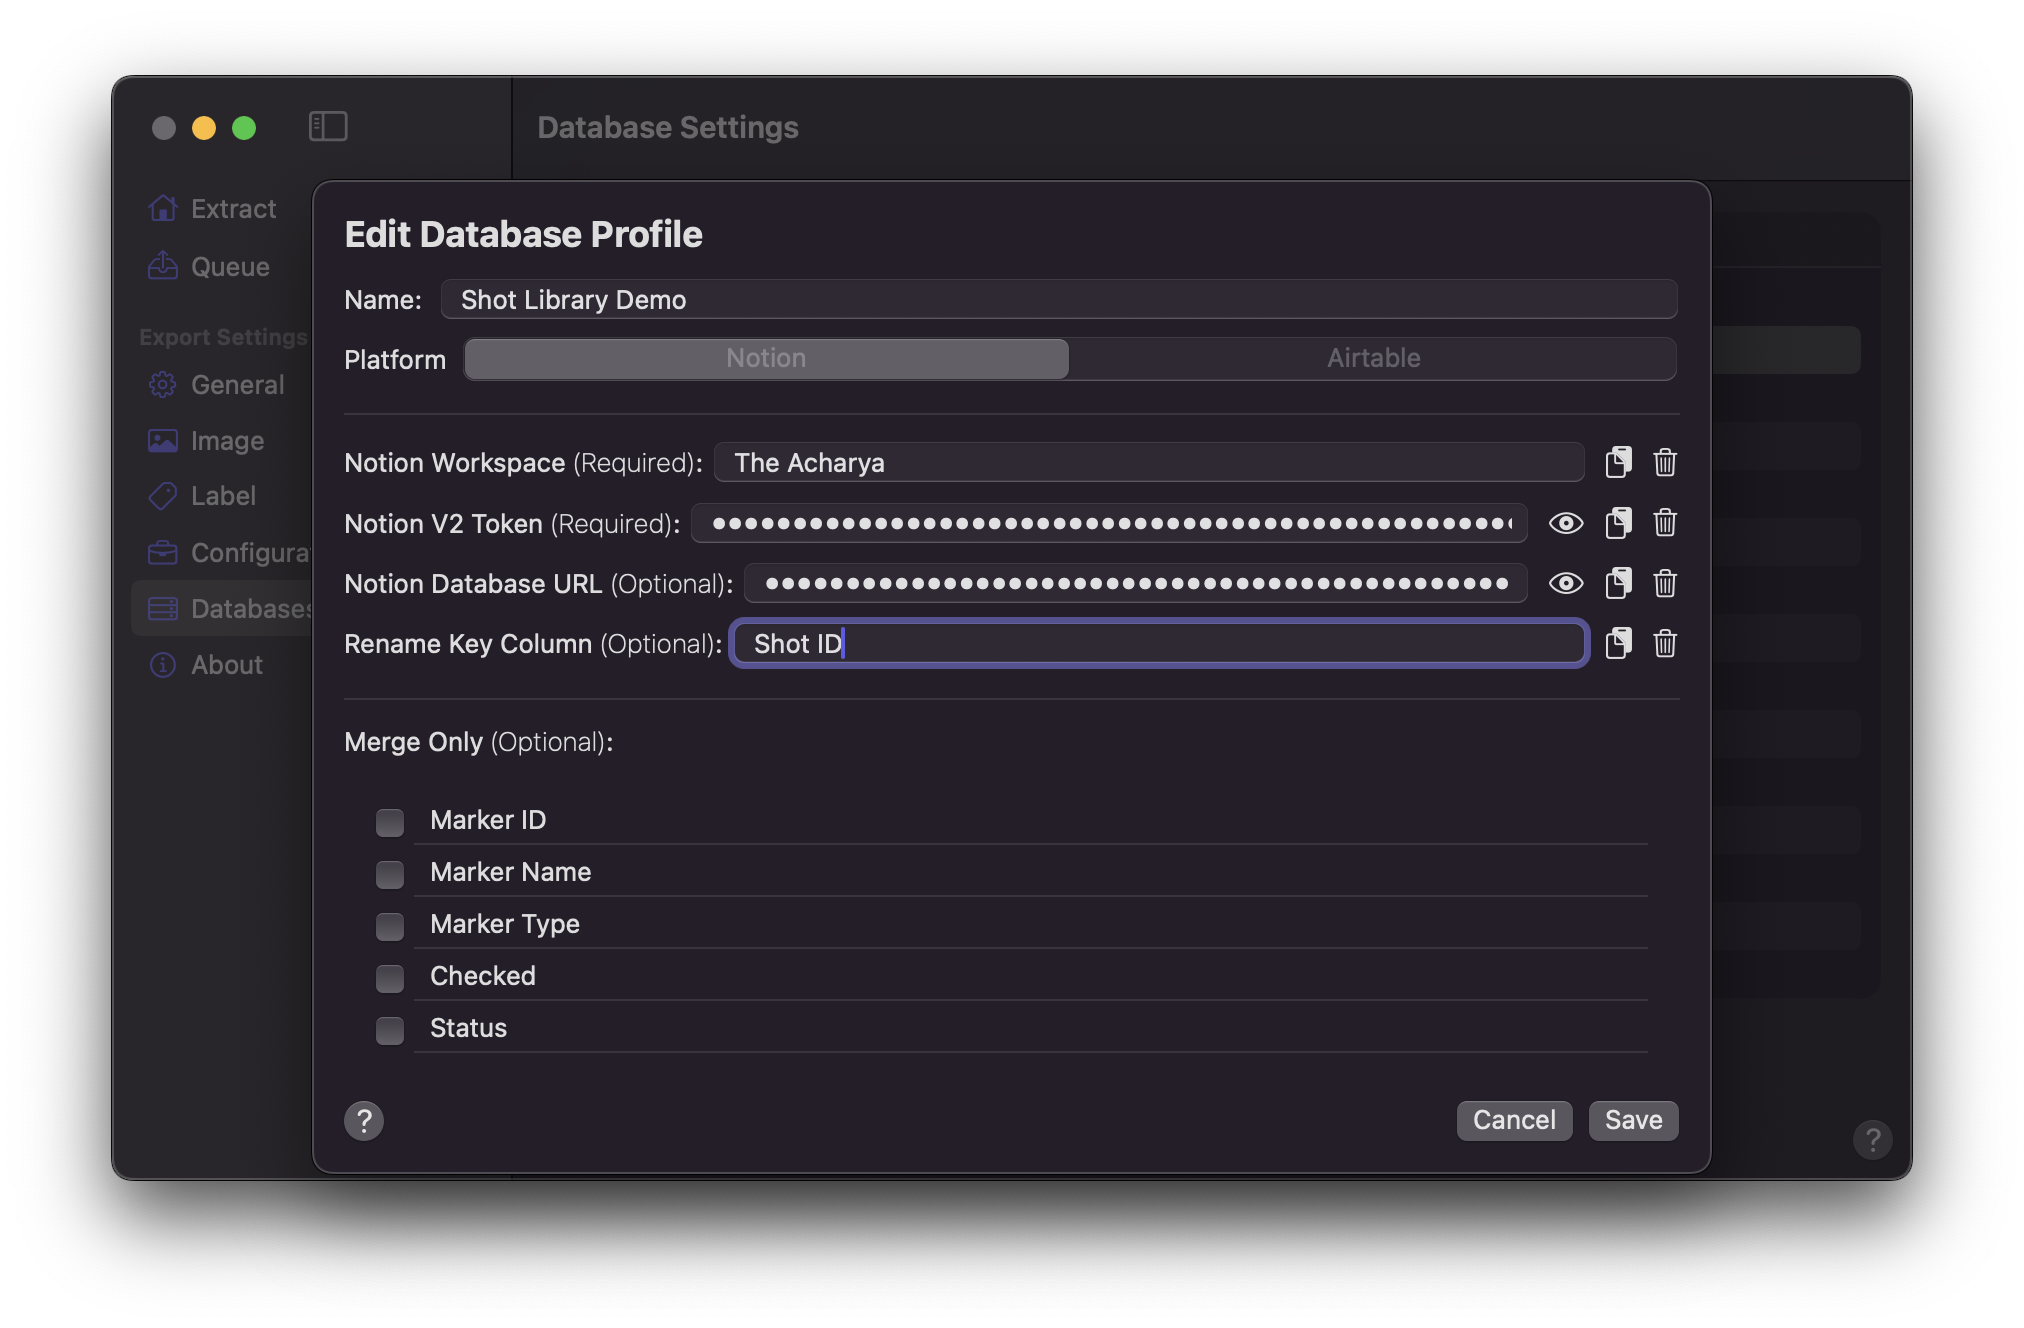 Database Settings
Extract
Queue
Export Settings
General
Image
Label
Configura
Databases
About
Edit Database Profile
Name: Shot Library Demo
Platform Notion Airtable
Notion Workspace (Required): The Acharya
Notion V2 Token (Required): ●●●●●●●●●●●●●●●●●●●●●●●●●●●●●●●●●●●●●●●●●●●●●●●●●
Notion Database URL (Optional): ●●●●●●●●●●●●●●●●●●●●●●●●●●●●●●●●●●●●●●●●●●●●●●
Rename Key Column (Optional): Shot ID
Merge Only (Optional):
Marker ID
Marker Name
Marker Type
Checked
Status
? Cancel Save
?